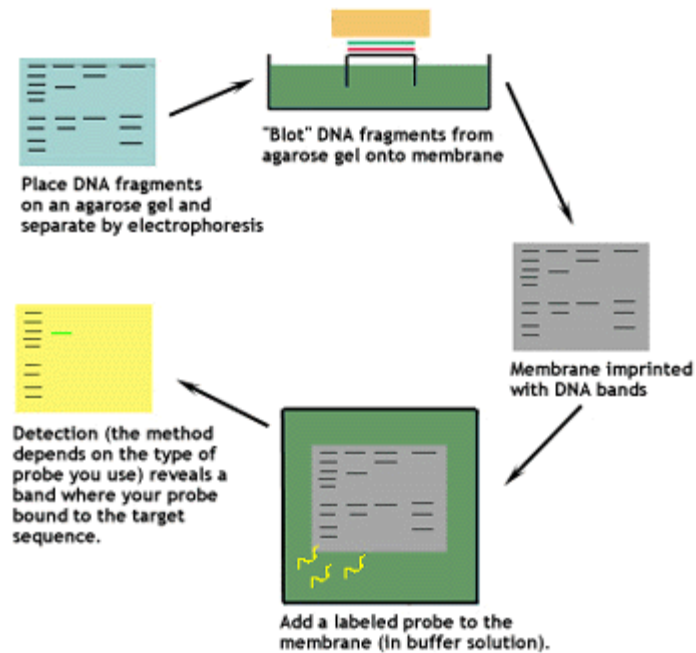 Place DNA fragments
on an agarose gel and
separate by electrophoresis
"Blot" DNA fragments from
agarose gel onto membrane
Membrane imprinted
with DNA bands
Add a labeled probe to the
membrane (in buffer solution).
Detection (the method
depends on the type of
probe you use) reveals a
band where your probe
bound to the target
sequence.